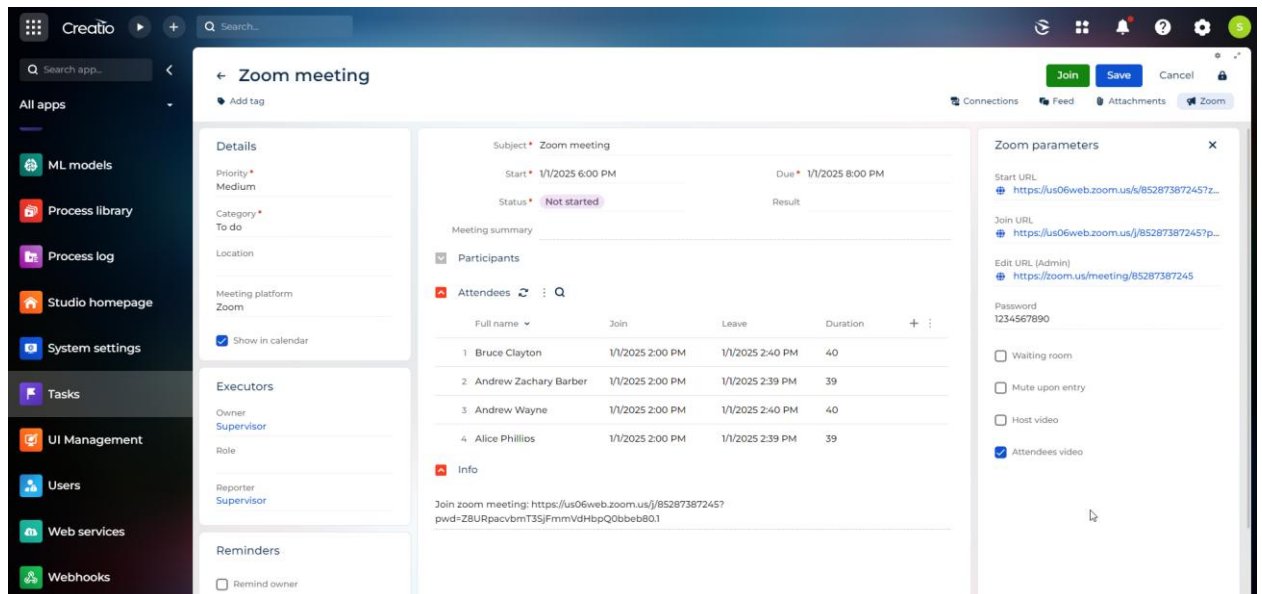 Creatio
Search...
S
Search app...
All apps
ML models
Process library
Process log
Studio homepage
System settings
Tasks
UI Management
Users
Web services
Webhooks
Zoom meeting
Add tag
Join
Save
Cancel
Connections
Feed
Attachments
Zoom
Details
Priority*
Medium
Category*
To do
Location
Meeting platform
Zoom
Show in calendar
Executors
Owner
Supervisor
Role
Reporter
Supervisor
Reminders
Remind owner
Subject* Zoom meeting
Start* 1/1/2025 6:00 PM Due* 1/1/2025 8:00 PM
Status* Not started Result
Meeting summary
Participants
Attendees
Full name Join Leave Duration
1 Bruce Clayton 1/1/2025 2:00 PM 1/1/2025 2:40 PM 40
2 Andrew Zachary Barber 1/1/2025 2:00 PM 1/1/2025 2:39 PM 39
3 Andrew Wayne 1/1/2025 2:00 PM 1/1/2025 2:40 PM 40
4 Alice Phillips 1/1/2025 2:00 PM 1/1/2025 2:39 PM 39
Info
Join zoom meeting: https://us06web.zoom.us/j/85287387245?
pwd=Z8URpacvbmT3SjFmmVdHbpQ0bbeb80.1
Zoom parameters
Start URL
https://us06web.zoom.us/s/85287387245?z...
Join URL
https://us06web.zoom.us/j/85287387245?p...
Edit URL (Admin)
https://zoom.us/meeting/85287387245
Password
1234567890
Waiting room
Mute upon entry
Host video
Attendees video